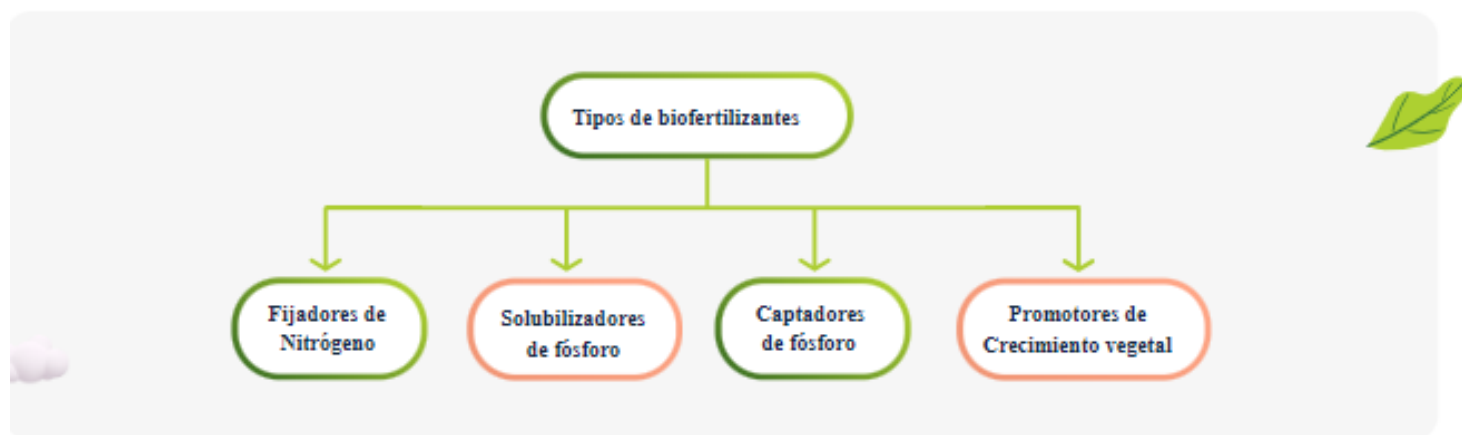 Tipos de biofertilizantes
Fijadores de
Nitrógeno
Solubilizadores
de fósforo
Captadores
de fósforo
Promotores de
Crecimiento vegetal